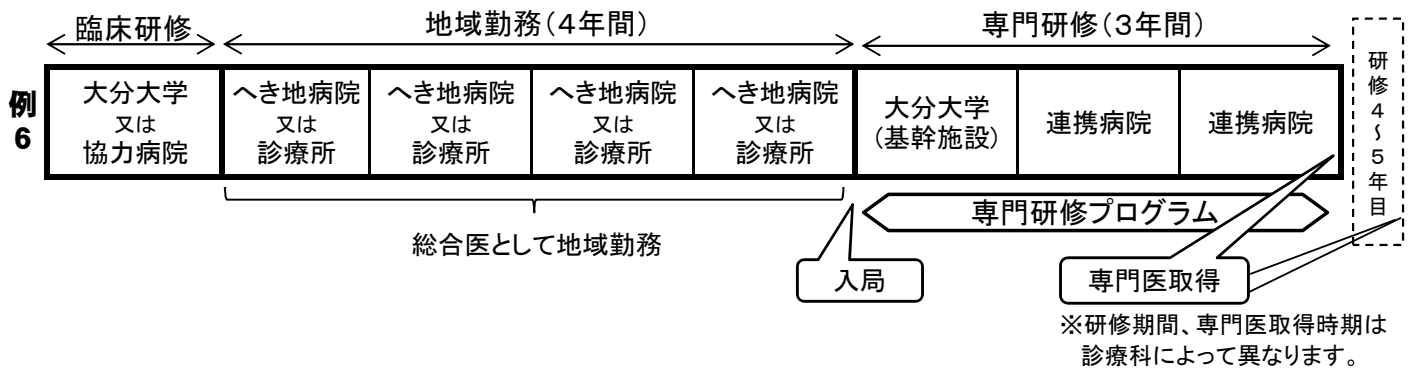 臨床研修
地域勤務(4年間)
専門研修(3年間)
例
6
大分大学
又は
協力病院
へき地病院
又は
診療所
へき地病院
又は
診療所
へき地病院
又は
診療所
へき地病院
又は
診療所
大分大学
(基幹施設)
連携病院
連携病院
研修4~5年目
専門研修プログラム
総合医として地域勤務
入局
専門医取得
※研修期間、専門医取得時期は
診療科によって異なります。